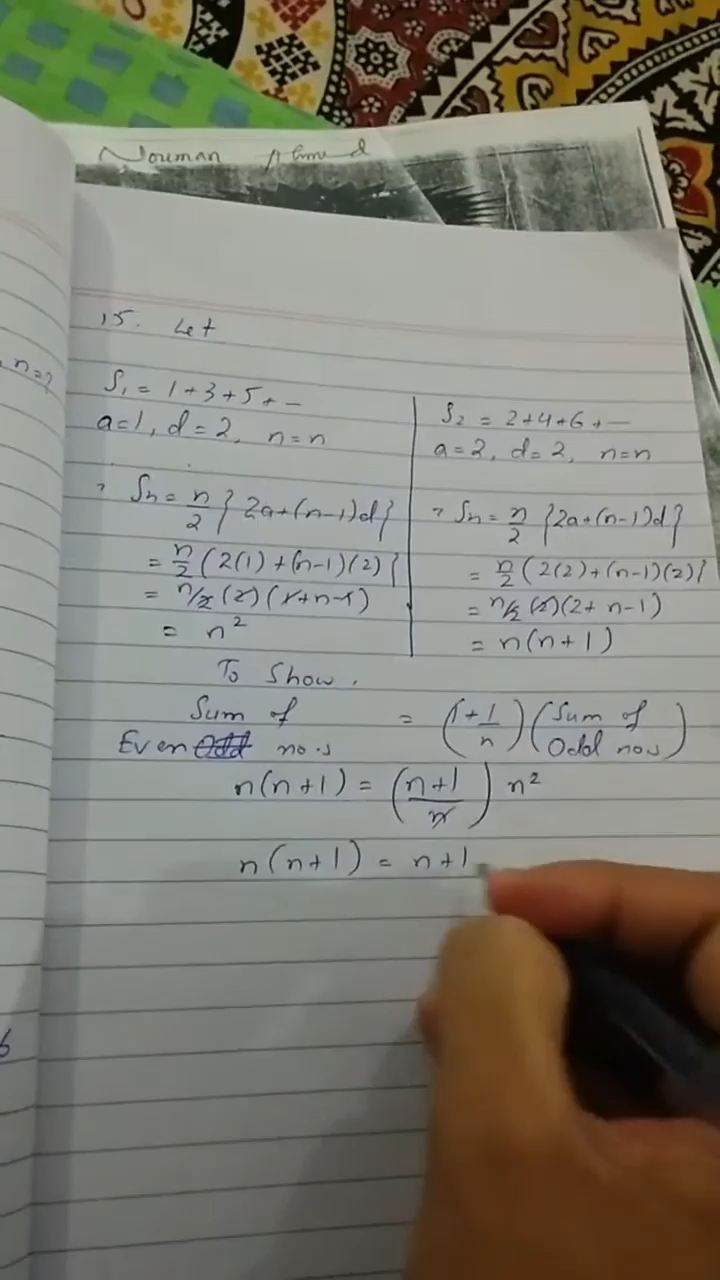 Nouman Ahmed
15. Let
n=?
S₁ = 1+3+5+ —
a=1, d=2, n=n
∵ Sn = n/2 } 2a+(n-1)d}
= n/2 (2(1)+(n-1)(2)}
= n/2 (2)(1+n-1)
= n²
S₂ = 2+4+6+ —
a=2, d=2, n=n
∵ Sn = n/2 {2a+(n-1)d}
= n/2 (2(2)+(n-1)(2)}
= n/2 (2)(2+n-1)
= n(n+1)
To Show.
Sum of Even Odd no.s = (1+1/n)(Sum of Odd nos)
n(n+1) = (n+1/n) n²
n(n+1) = n+1
6